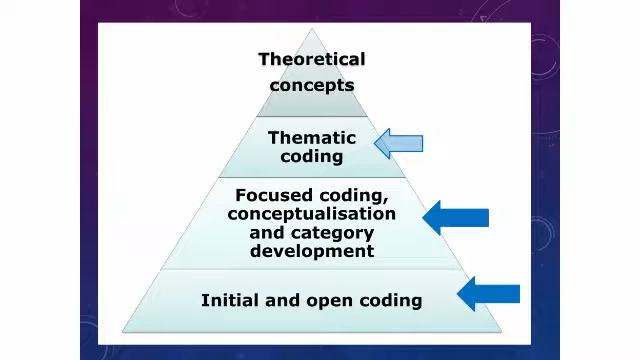 Theoretical
concepts
Thematic
coding
Focused coding,
conceptualisation
and category
development
Initial and open coding